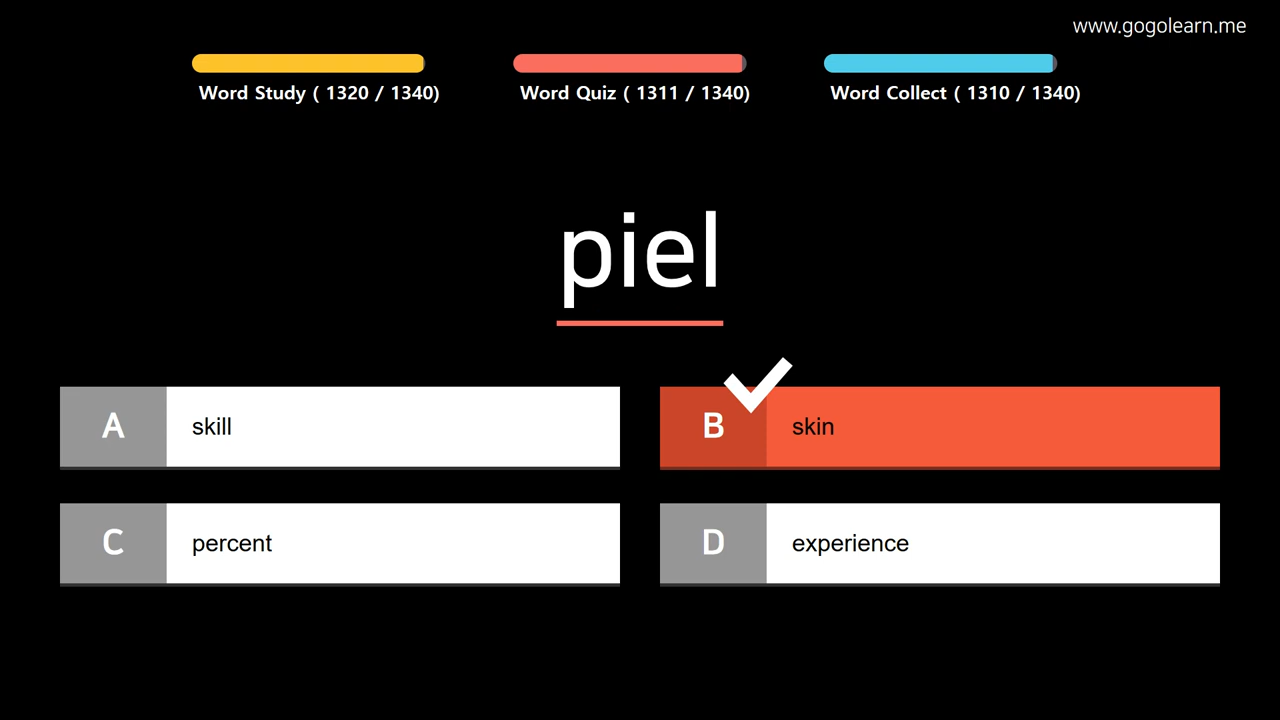 www.gogolearn.me
Word Study ( 1320 / 1340)
Word Quiz ( 1311 / 1340)
Word Collect ( 1310 / 1340)
piel
A skill
B skin
C percent
D experience